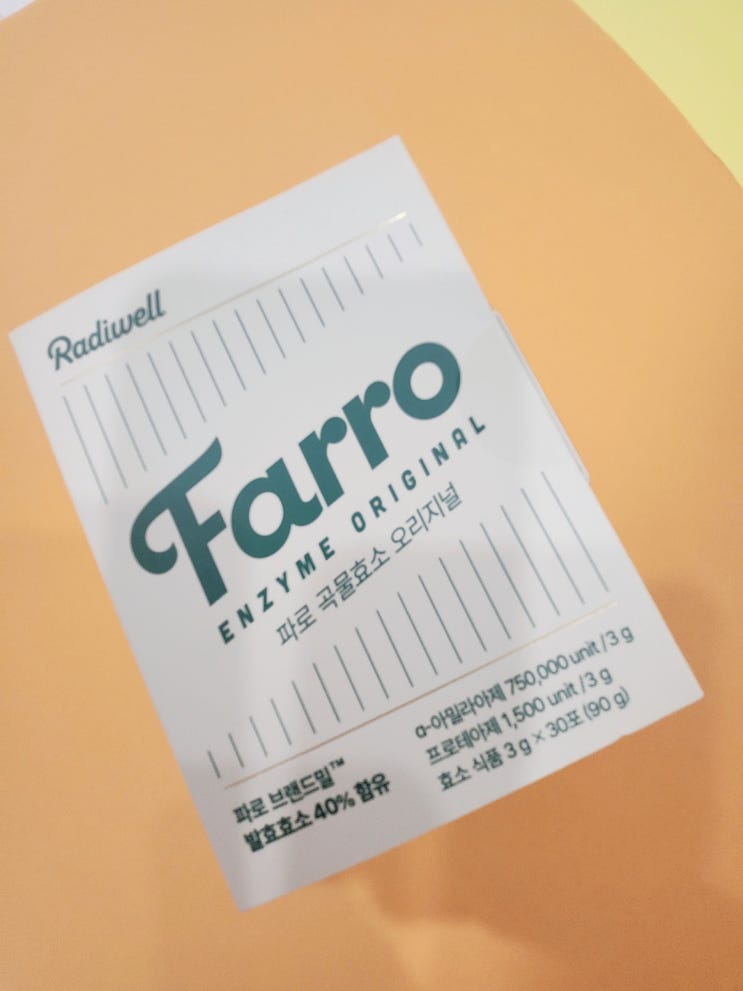 Radiwell
Farro
ENZYME ORIGINAL
파로 곡물효소 오리지널
파로 브랜드밀™
발효효소 40% 함유
α-아밀라아제 750,000 unit/3 g
프로테아제 1,500 unit/3 g
효소 식품 3 g × 30포 (90 g)